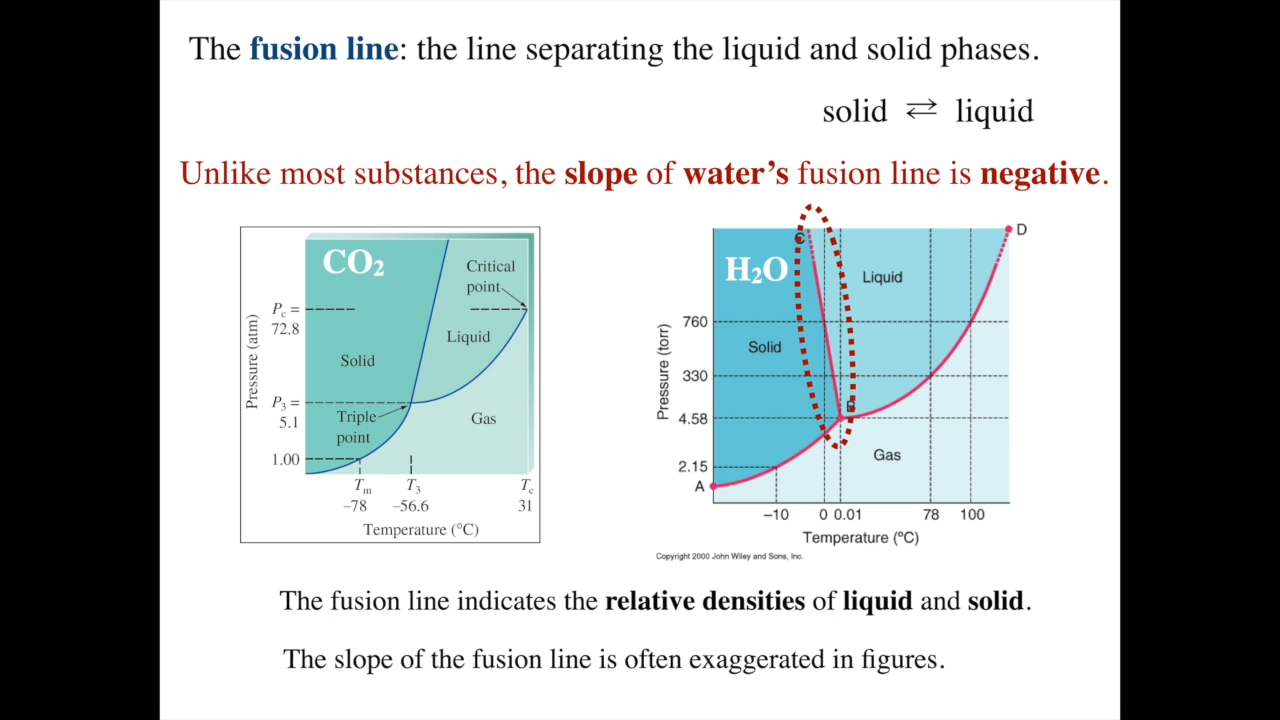 The fusion line: the line separating the liquid and solid phases.
solid ⇄ liquid
Unlike most substances, the slope of water’s fusion line is negative.
CO₂
Critical
point
Pc =
72.8
Liquid
Solid
Pressure (atm)
P₃ =
5.1
Triple
point
Gas
1.00
Tm
T₃
Tc
–78
–56.6
31
Temperature (°C)
D
C
H₂O
Liquid
760
Solid
330
Pressure (torr)
B
4.58
Gas
2.15
A
–10
0
0.01
78
100
Temperature (ºC)
Copyright 2000 John Wiley and Sons, Inc.
The fusion line indicates the relative densities of liquid and solid.
The slope of the fusion line is often exaggerated in figures.